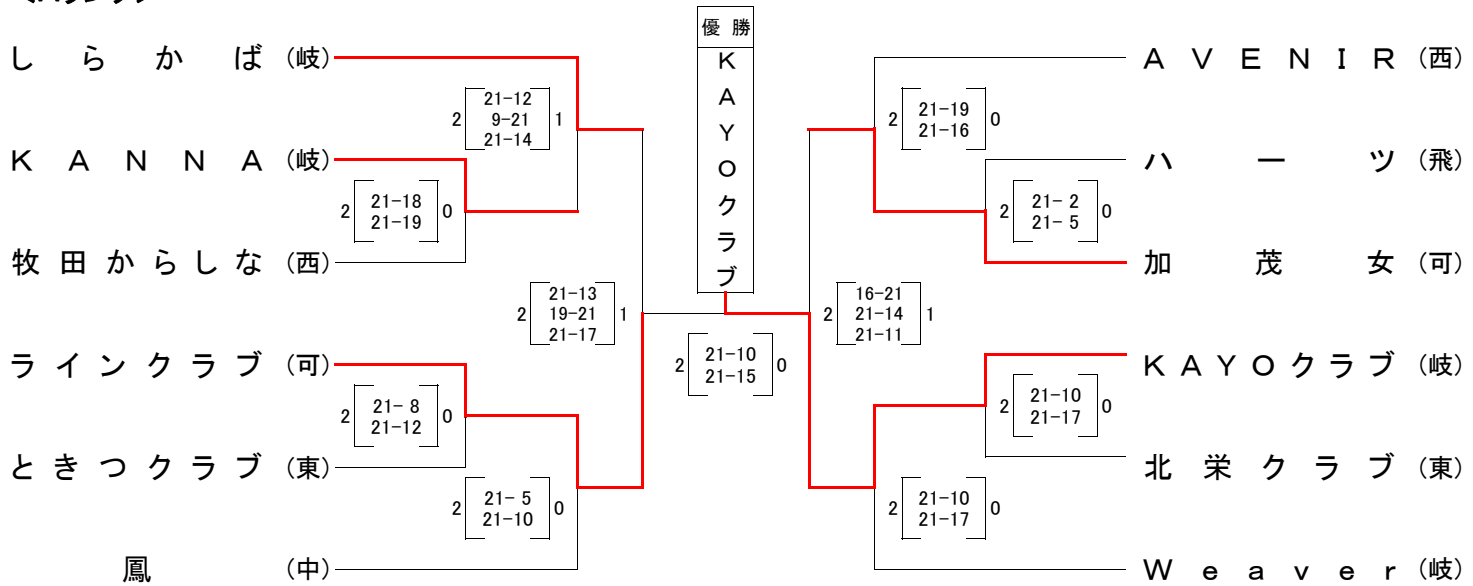 優勝
KAYOクラブ
しらかば (岐)
2 21-12 1
9-21
21-14
KANNA (岐)
2 21-18 0
21-19
牧田からしな (西)
2 21-13 1
19-21
21-17
ラインクラブ (可)
2 21- 8 0
21-12
ときつクラブ (東)
2 21- 5 0
21-10
鳳 (中)
2 21-10 0
21-15
AVENIR (西)
2 21-19 0
21-16
ハーツ (飛)
2 21- 2 0
21- 5
加茂女 (可)
2 16-21 1
21-14
21-11
KAYOクラブ (岐)
2 21-10 0
21-17
北栄クラブ (東)
2 21-10 0
21-17
Weaver (岐)